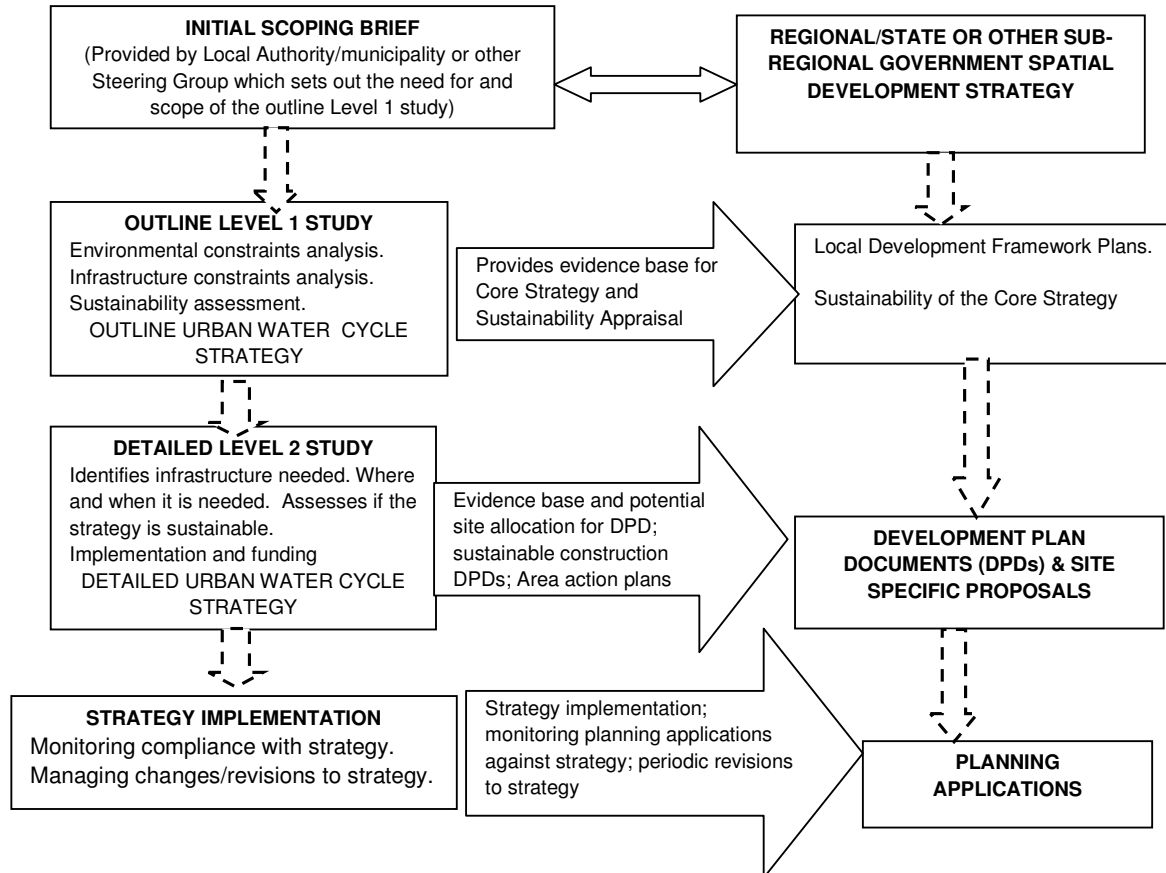 INITIAL SCOPING BRIEF
(Provided by Local Authority/municipality or other
Steering Group which sets out the need for and
scope of the outline Level 1 study)
REGIONAL/STATE OR OTHER SUB-
REGIONAL GOVERNMENT SPATIAL
DEVELOPMENT STRATEGY
OUTLINE LEVEL 1 STUDY
Environmental constraints analysis.
Infrastructure constraints analysis.
Sustainability assessment.
OUTLINE URBAN WATER CYCLE
STRATEGY
Provides evidence base for
Core Strategy and
Sustainability Appraisal
Local Development Framework Plans.
Sustainability of the Core Strategy
DETAILED LEVEL 2 STUDY
Identifies infrastructure needed. Where
and when it is needed. Assesses if the
strategy is sustainable.
Implementation and funding
DETAILED URBAN WATER CYCLE
STRATEGY
Evidence base and potential
site allocation for DPD;
sustainable construction
DPDs; Area action plans
DEVELOPMENT PLAN
DOCUMENTS (DPDs) & SITE
SPECIFIC PROPOSALS
STRATEGY IMPLEMENTATION
Monitoring compliance with strategy.
Managing changes/revisions to strategy.
Strategy implementation;
monitoring planning applications
against strategy; periodic revisions
to strategy
PLANNING
APPLICATIONS